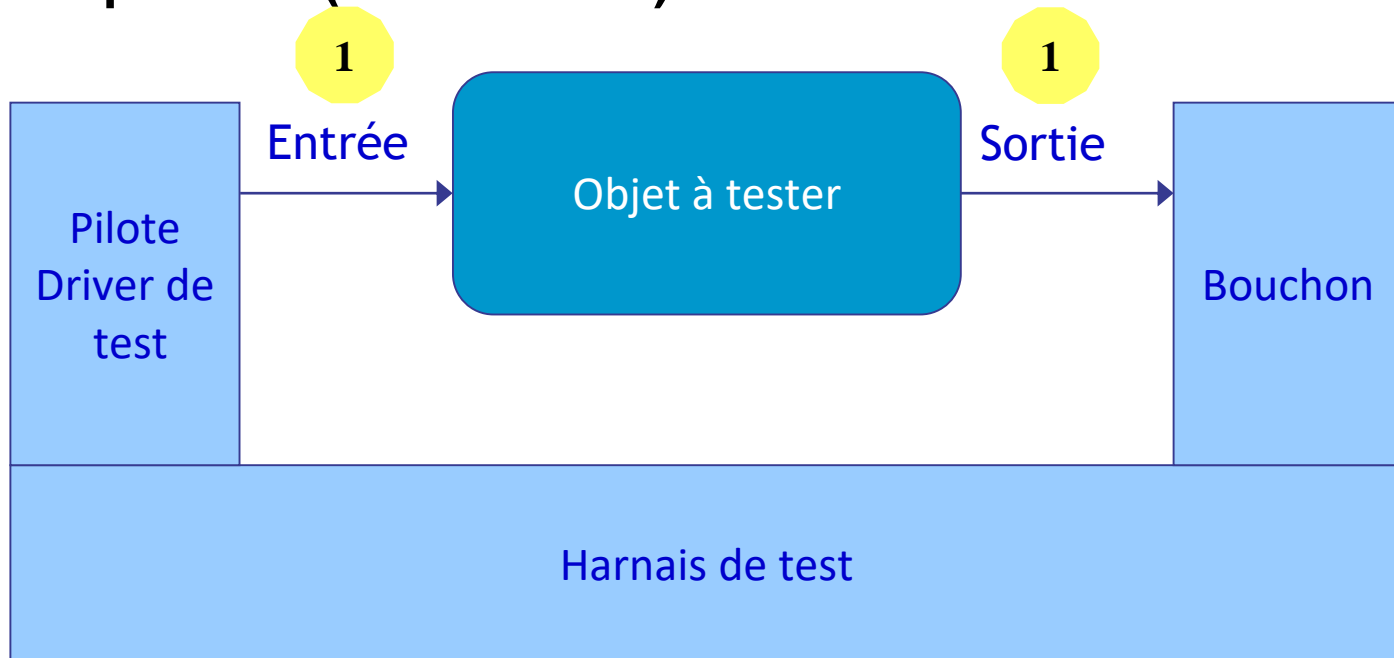 1
1
Entrée
Sortie
Objet à tester
Pilote
Driver de
test
Bouchon
Harnais de test